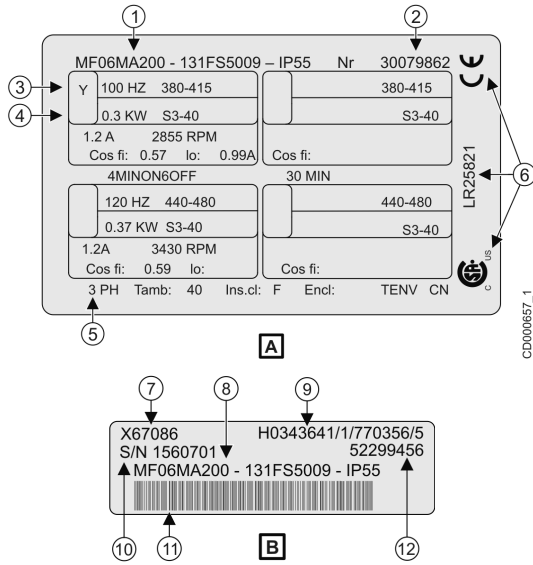 1 2
MF06MA200 - 131FS5009 – IP55 Nr 30079862
CE
3 Y 100 HZ 380-415 380-415
4 0.3 KW S3-40 S3-40
1.2 A 2855 RPM
Cos fi: 0.57 Io: 0.99A Cos fi:
4MINON6OFF 30 MIN
LR25821
6
120 HZ 440-480 440-480
0.37 KW S3-40 S3-40
1.2A 3430 RPM
Cos fi: 0.59 Io: Cos fi:
C US
3 PH Tamb: 40 Ins.cl: F Encl: TENV CN
5
A
CD000657_1
7 8 9
X67086 H0343641/1/770356/5
S/N 1560701 52299456
MF06MA200 - 131FS5009 - IP55
10 11 B 12